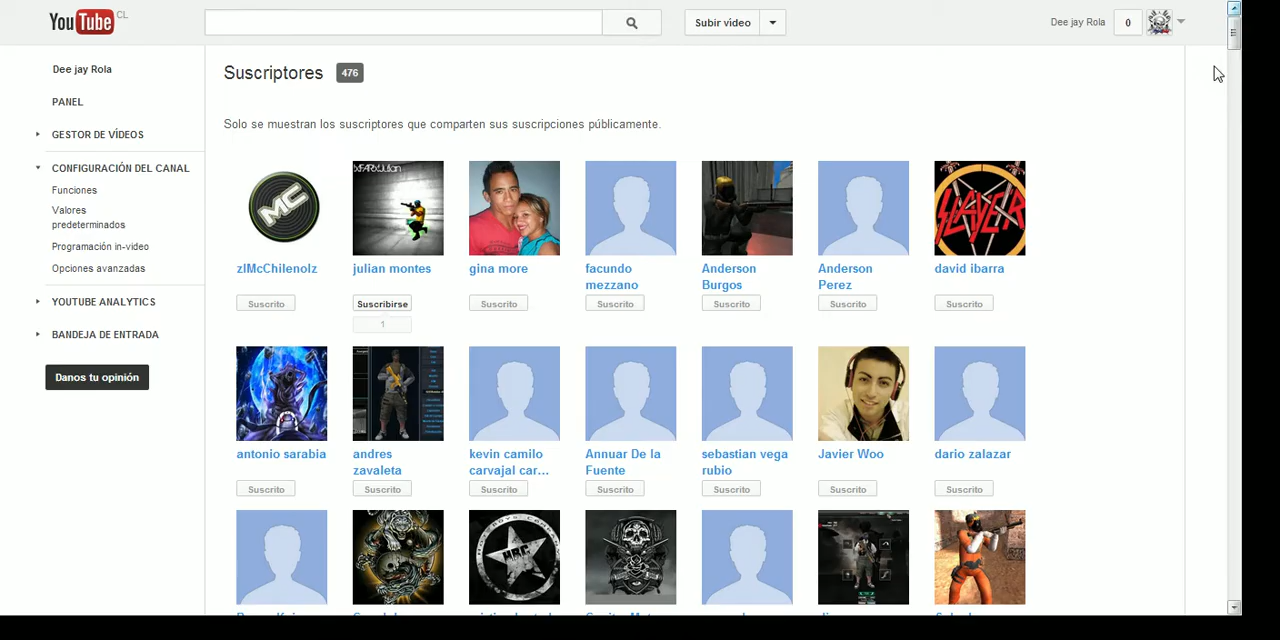 YouTube CL
Subir vídeo
Dee jay Rola
0
Dee jay Rola
PANEL
GESTOR DE VÍDEOS
CONFIGURACIÓN DEL CANAL
Funciones
Valores
predeterminados
Programación in-video
Opciones avanzadas
YOUTUBE ANALYTICS
BANDEJA DE ENTRADA
Danos tu opinión
Suscriptores 476
Solo se muestran los suscriptores que comparten sus suscripciones públicamente.
MC
SLAYER
zlMcChilenolz
julian montes
gina more
facundo
mezzano
Anderson
Burgos
Anderson
Perez
david ibarra
Suscrito
Suscribirse
1
Suscrito
Suscrito
Suscrito
Suscrito
Suscrito
antonio sarabia
andres
zavaleta
kevin camilo
carvajal car...
Annuar De la
Fuente
sebastian vega
rubio
Javier Woo
dario zalazar
Suscrito
Suscrito
Suscrito
Suscrito
Suscrito
Suscrito
Suscrito